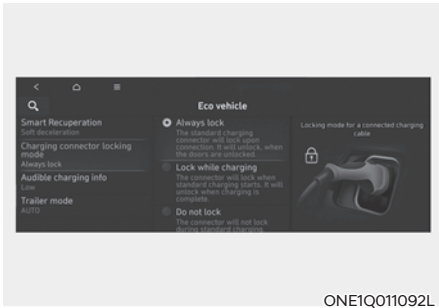 Eco vehicle
Smart Recuperation
Soft deceleration
Charging connector locking
mode
Always lock
Audible charging info
Low
Trailer mode
AUTO
Always lock
The standard charging
connector will lock upon
connection. It will unlock, when
the doors are unlocked.
Lock while charging
The connector will lock when
standard charging starts. It will
unlock when charging is
complete.
Do not lock
The connector will not lock
during standard charging.
Locking mode for a connected charging
cable
ONE1Q011092L